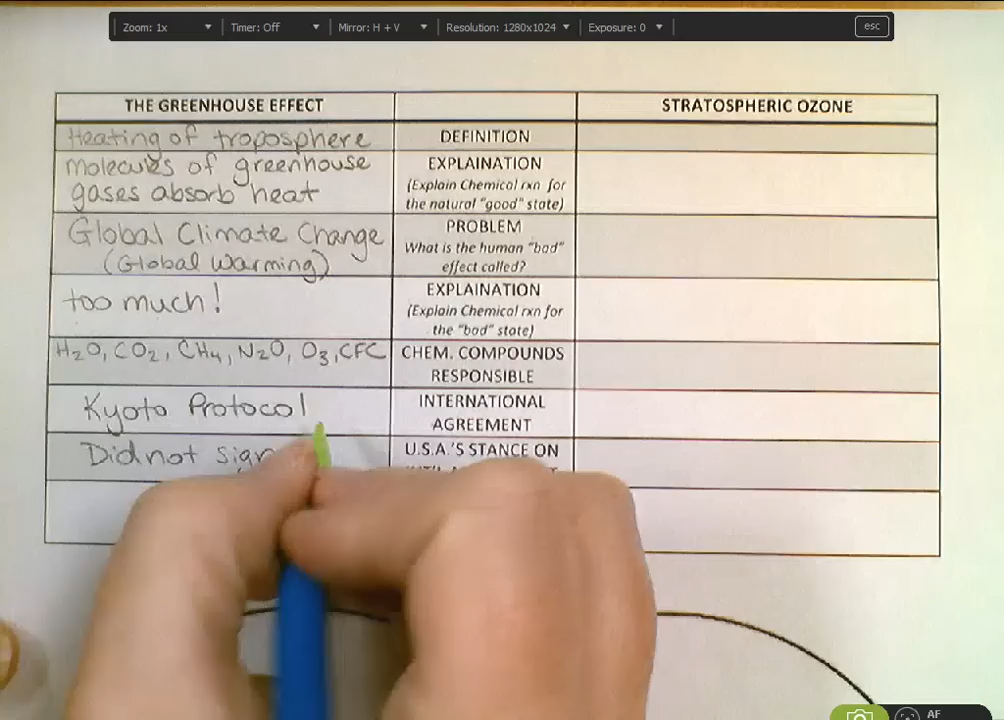 Zoom: 1x Timer: Off Mirror: H + V Resolution: 1280x1024 Exposure: 0 esc
THE GREENHOUSE EFFECT
STRATOSPHERIC OZONE
Heating of troposphere
DEFINITION
Molecules of greenhouse
gases absorb heat
EXPLAINATION
(Explain Chemical rxn for
the natural "good" state)
Global Climate Change
(Global Warming)
PROBLEM
What is the human "bad"
effect called?
too much!
EXPLAINATION
(Explain Chemical rxn for
the "bad" state)
H2O, CO2, CH4, N2O, O3, CFC
CHEM. COMPOUNDS
RESPONSIBLE
Kyoto Protocol
INTERNATIONAL
AGREEMENT
Did not sign
U.S.A.'S STANCE ON
AF